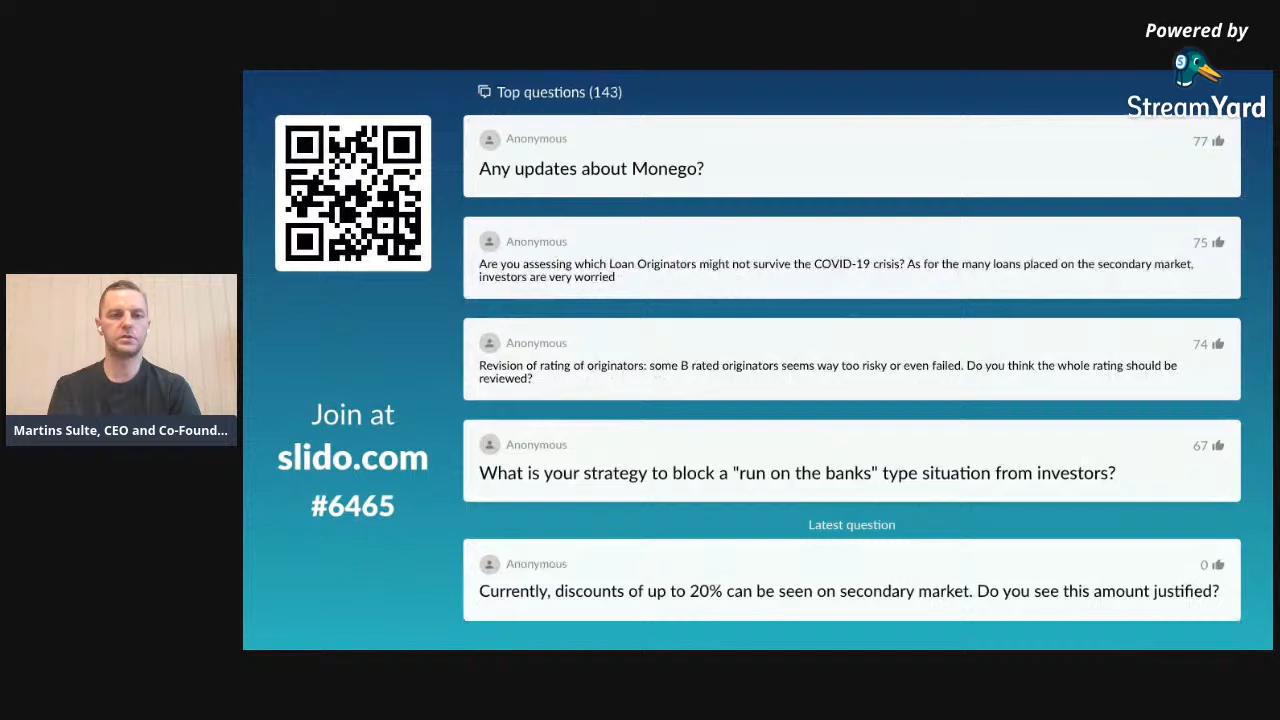 Powered by
StreamYard
Top questions (143)
Anonymous
77
Any updates about Monego?
Anonymous
75
Are you assessing which Loan Originators might not survive the COVID-19 crisis? As for the many loans placed on the secondary market,
investors are very worried
Anonymous
74
Revision of rating of originators: some B rated originators seems way too risky or even failed. Do you think the whole rating should be
reviewed?
Anonymous
67
What is your strategy to block a "run on the banks" type situation from investors?
Latest question
Anonymous
0
Currently, discounts of up to 20% can be seen on secondary market. Do you see this amount justified?
Join at
slido.com
#6465
Martins Sulte, CEO and Co-Found...